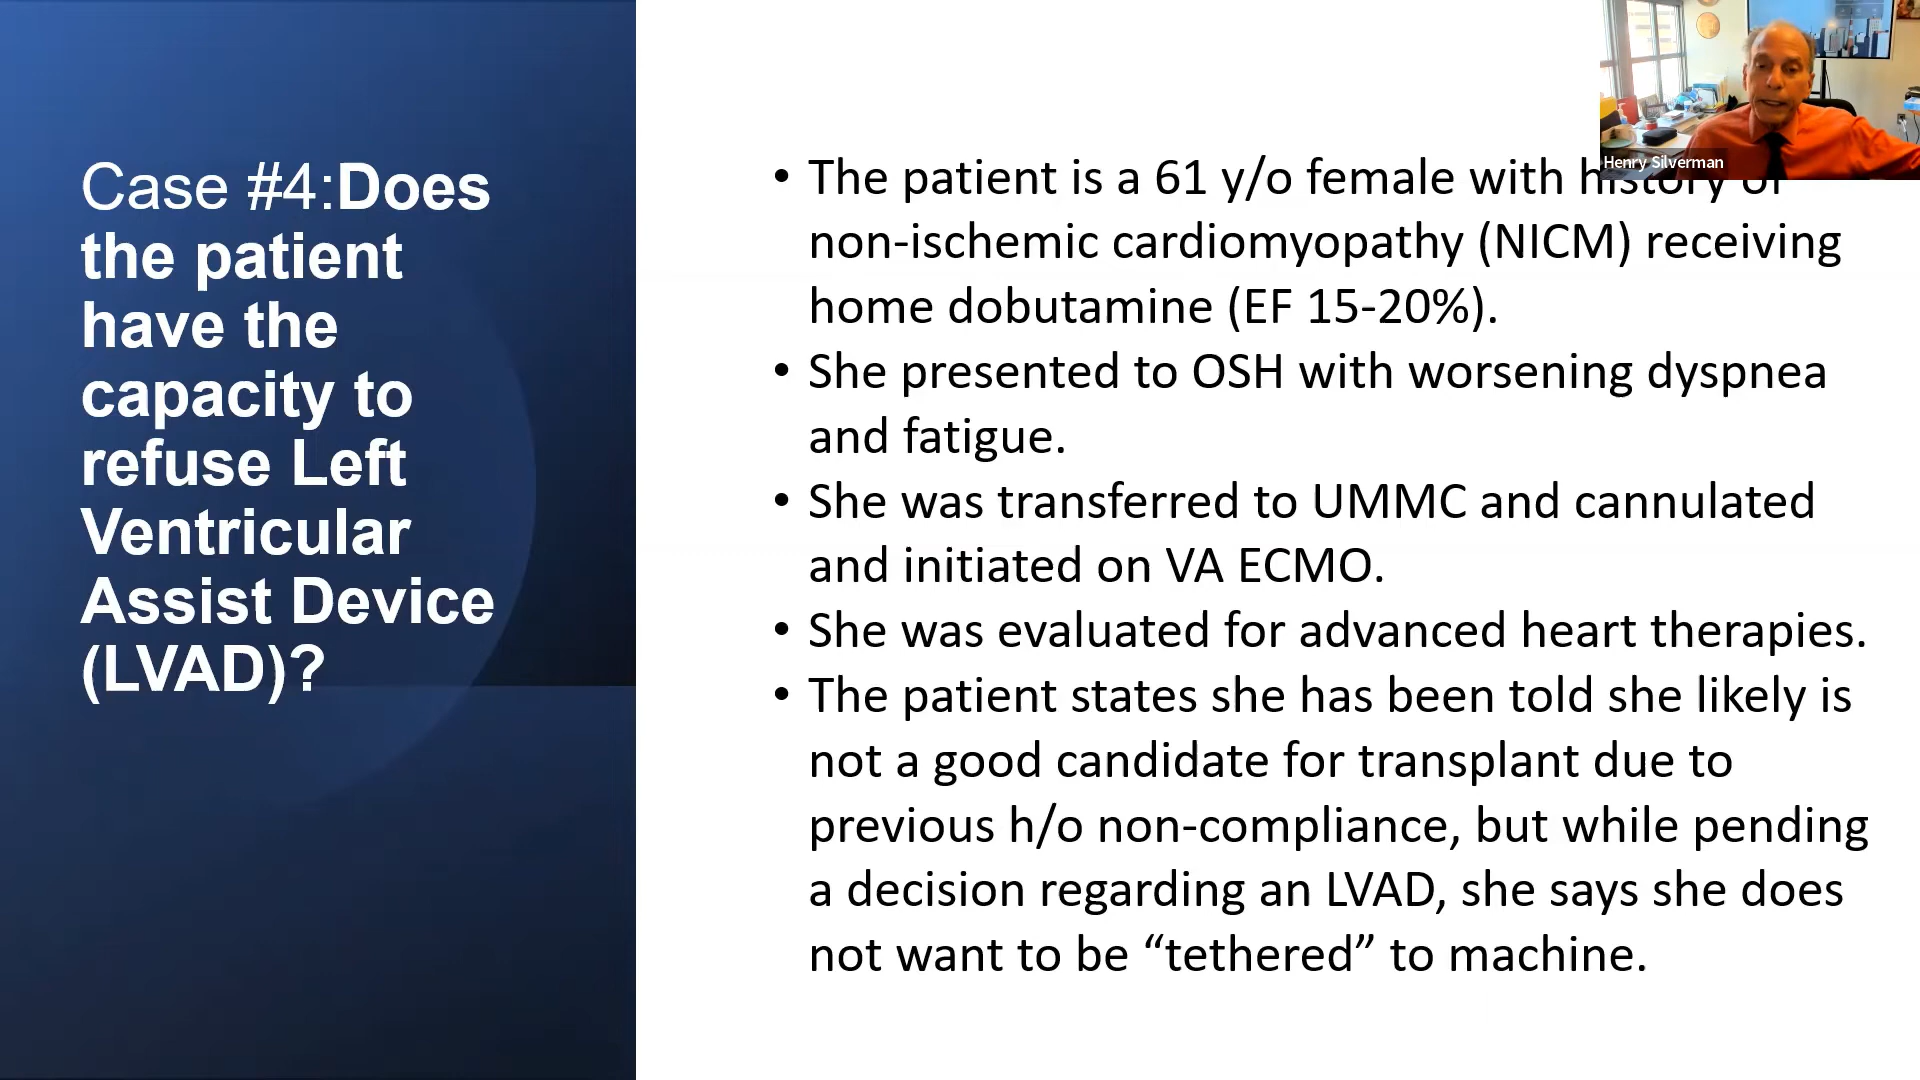 Case #4:Does
the patient
have the
capacity to
refuse Left
Ventricular
Assist Device
(LVAD)?
Henry Silverman
• The patient is a 61 y/o female with history of
non-ischemic cardiomyopathy (NICM) receiving
home dobutamine (EF 15-20%).
• She presented to OSH with worsening dyspnea
and fatigue.
• She was transferred to UMMC and cannulated
and initiated on VA ECMO.
• She was evaluated for advanced heart therapies.
• The patient states she has been told she likely is
not a good candidate for transplant due to
previous h/o non-compliance, but while pending
a decision regarding an LVAD, she says she does
not want to be “tethered” to machine.